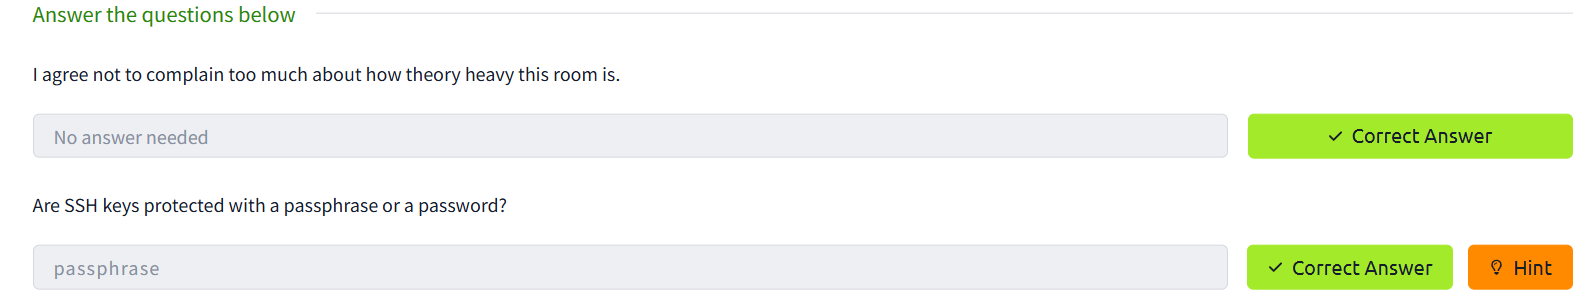 Answer the questions below
I agree not to complain too much about how theory heavy this room is.
No answer needed
Correct Answer
Are SSH keys protected with a passphrase or a password?
passphrase
Correct Answer
Hint